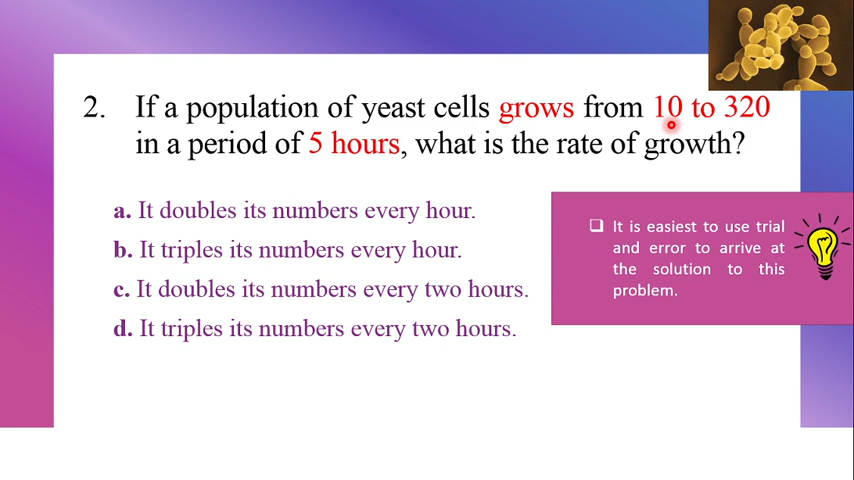 2. If a population of yeast cells grows from 10 to 320
in a period of 5 hours, what is the rate of growth?
a. It doubles its numbers every hour.
b. It triples its numbers every hour.
c. It doubles its numbers every two hours.
d. It triples its numbers every two hours.
❑ It is easiest to use trial
and error to arrive at
the solution to this
problem.